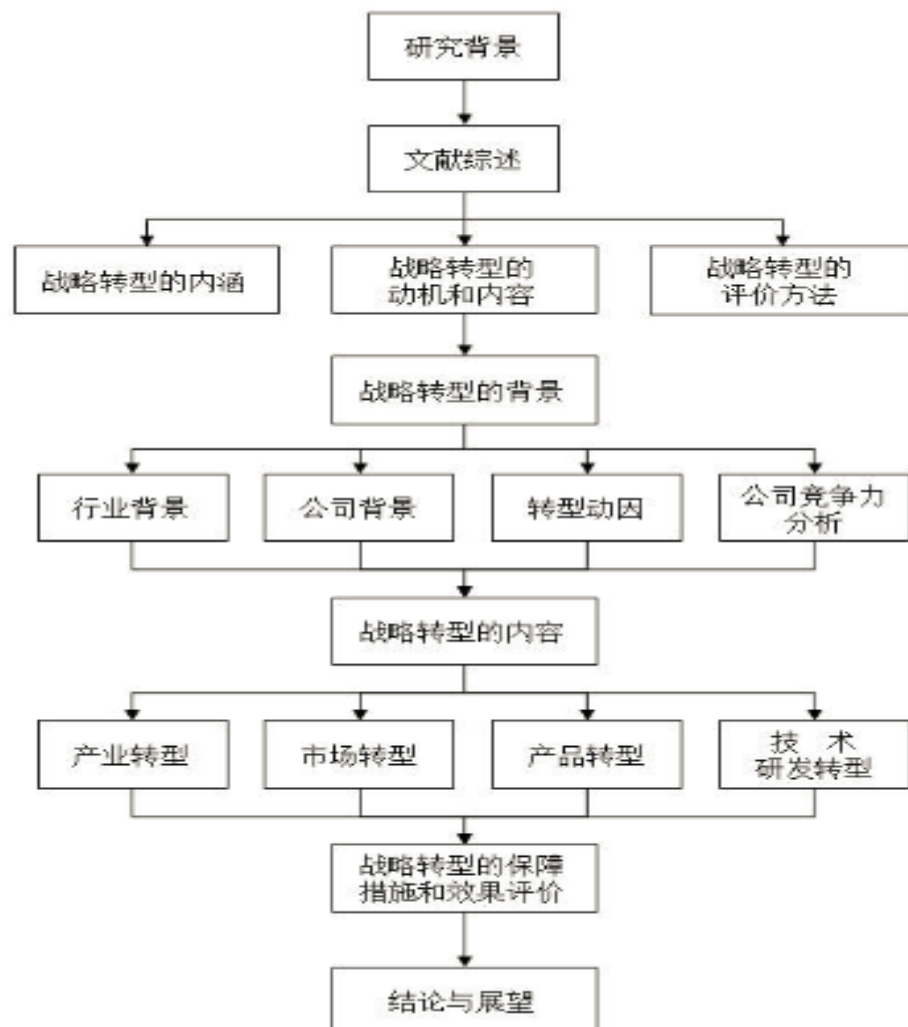 研究背景
文献综述
战略转型的内涵
战略转型的
动机和内容
战略转型的
评价方法
战略转型的背景
行业背景
公司背景
转型动因
公司竞争力
分析
战略转型的内容
产业转型
市场转型
产品转型
技 术
研发转型
战略转型的保障
措施和效果评价
结论与展望